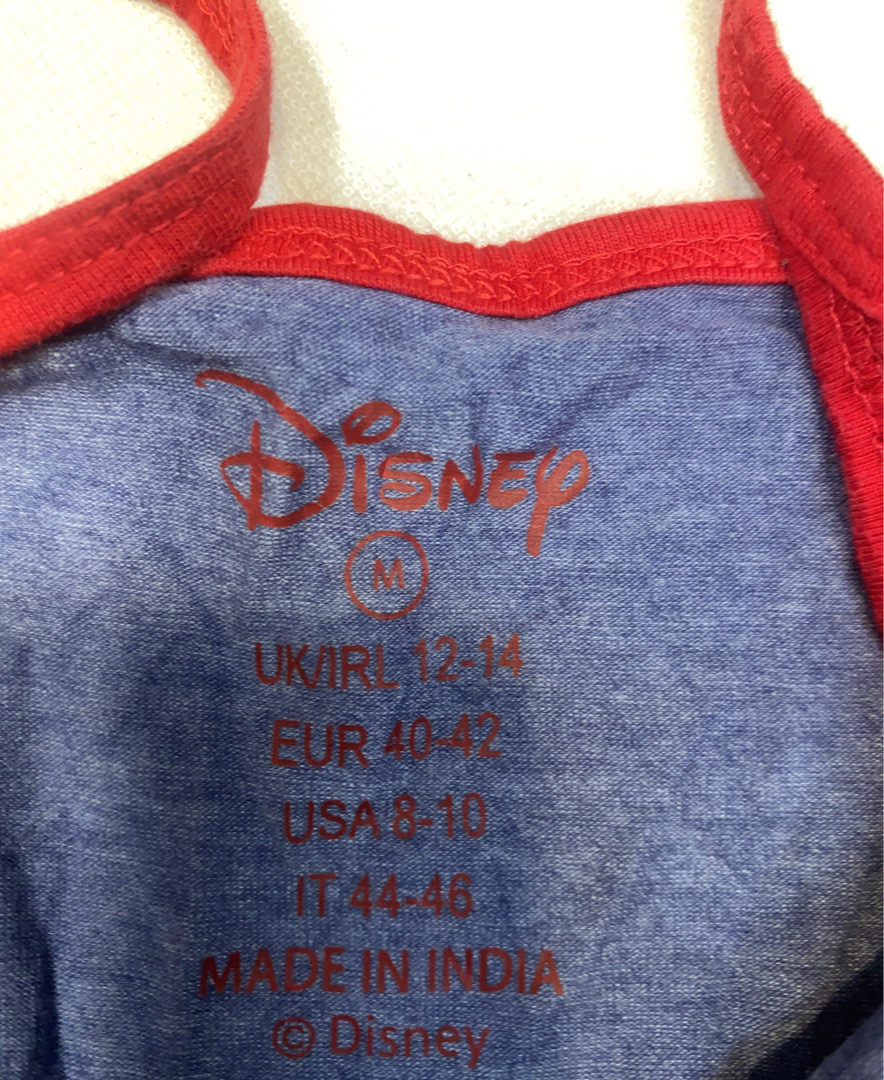 Disney
M
UK/IRL 12-14
EUR 40-42
USA 8-10
IT 44-46
MADE IN INDIA
© Disney